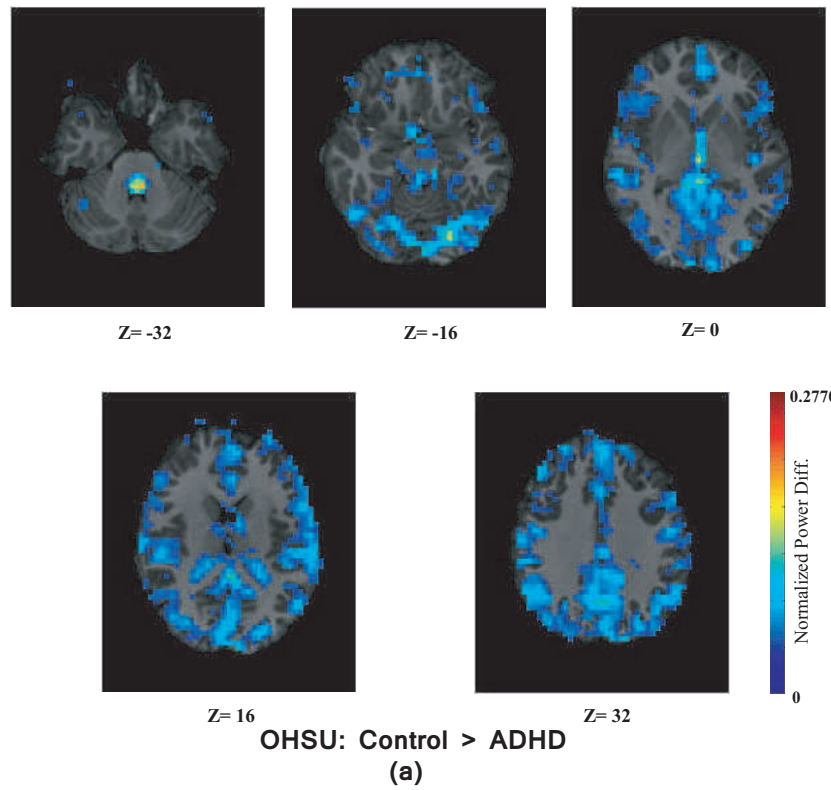 Z= -32
Z= -16
Z= 0
0.2770
Normalized Power Diff.
0
Z= 16
Z= 32
OHSU: Control > ADHD
(a)